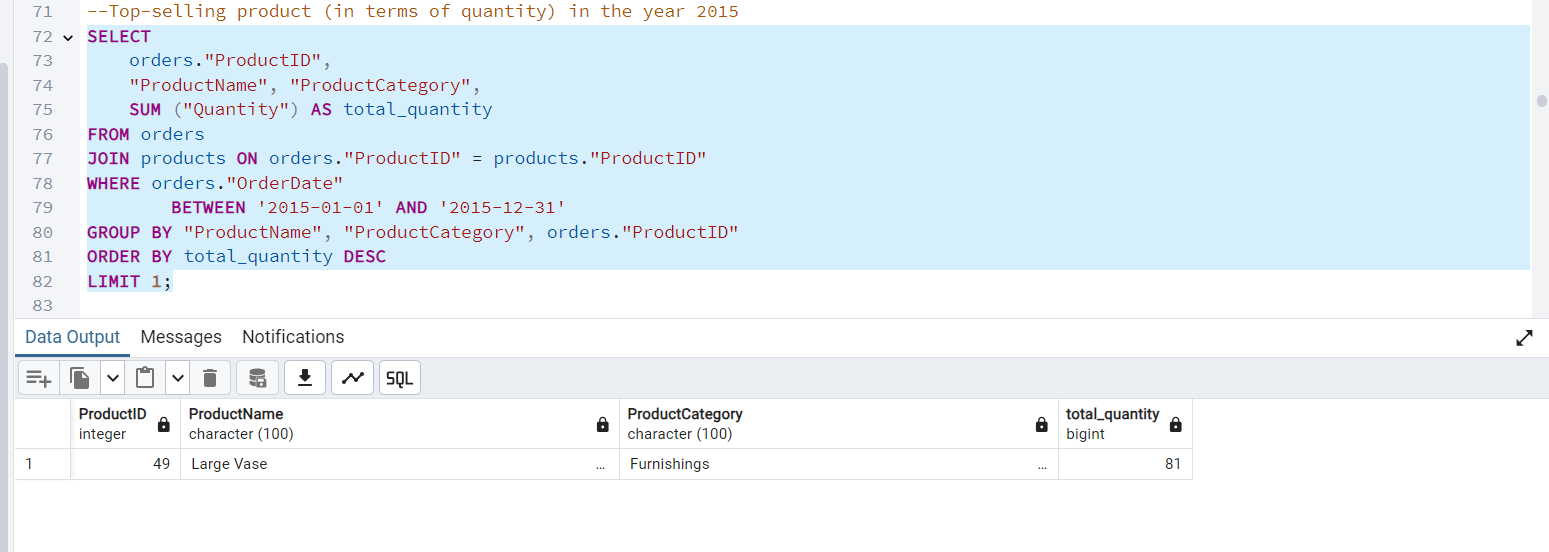 71 --Top-selling product (in terms of quantity) in the year 2015
72 SELECT
73 orders."ProductID",
74 "ProductName", "ProductCategory",
75 SUM ("Quantity") AS total_quantity
76 FROM orders
77 JOIN products ON orders."ProductID" = products."ProductID"
78 WHERE orders."OrderDate"
79 BETWEEN '2015-01-01' AND '2015-12-31'
80 GROUP BY "ProductName", "ProductCategory", orders."ProductID"
81 ORDER BY total_quantity DESC
82 LIMIT 1;
83
Data Output Messages Notifications
SQL
ProductID ProductName ProductCategory total_quantity
integer character (100) character (100) bigint
1 49 Large Vase ... Furnishings ... 81